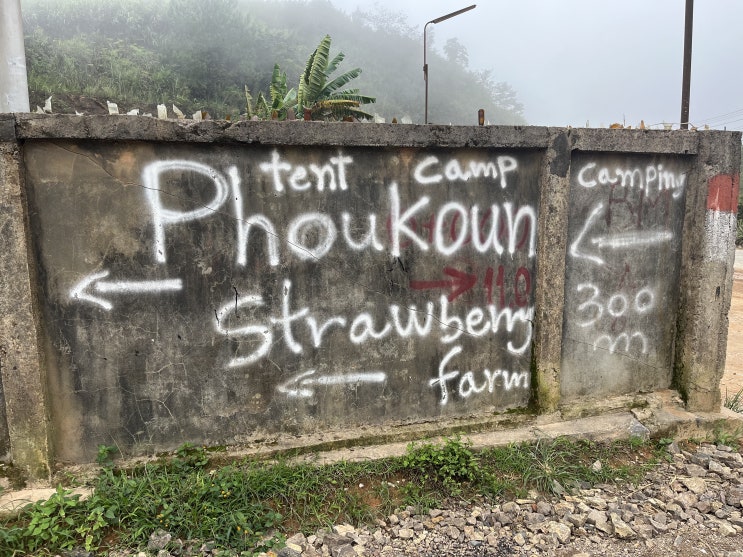 tent camp
Phoukoun
Strawberry
farm
camping
300
m